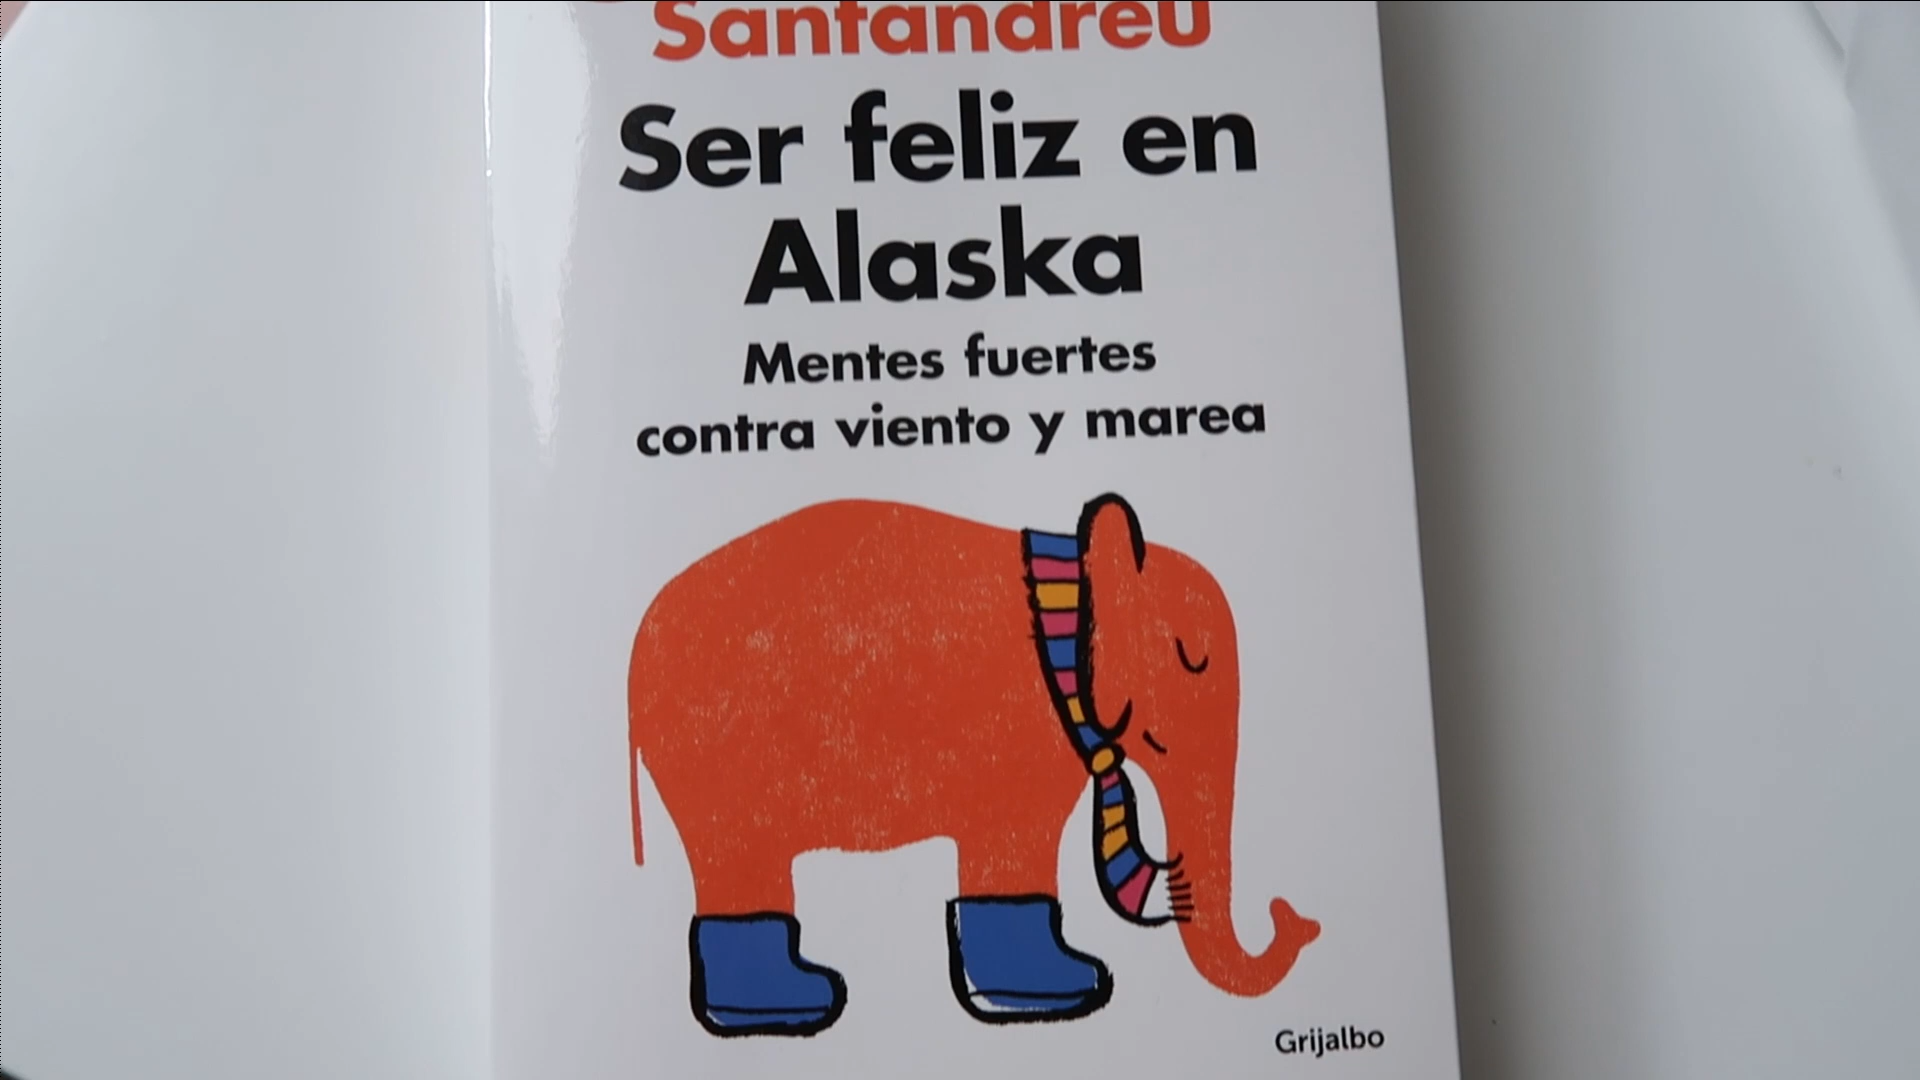 Santandreu
Ser feliz en
Alaska
Mentes fuertes
contra viento y marea
Grijalbo